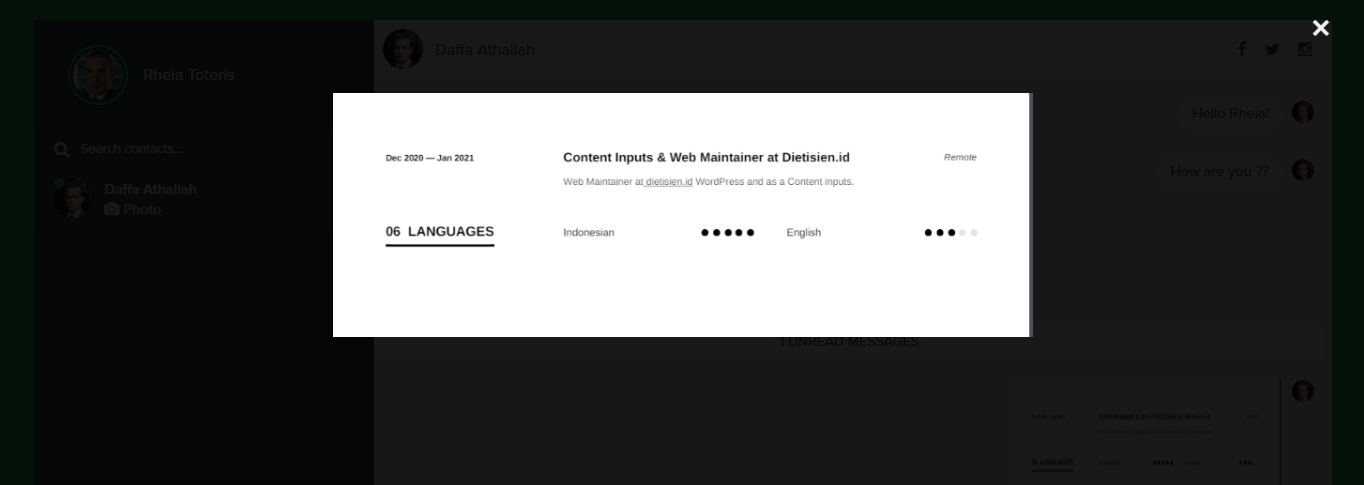 Rheia Toteris
Search contacts...
Daffa Athallah
Photo
Daffa Athallah
Hello Rheia!
How are you ??
Dec 2020 — Jan 2021
Content Inputs & Web Maintainer at Dietisien.id
Remote
Web Maintainer at dietisien.id WordPress and as a Content inputs.
06 LANGUAGES
Indonesian
English
1 UNREAD MESSAGES
06 LANGUAGES